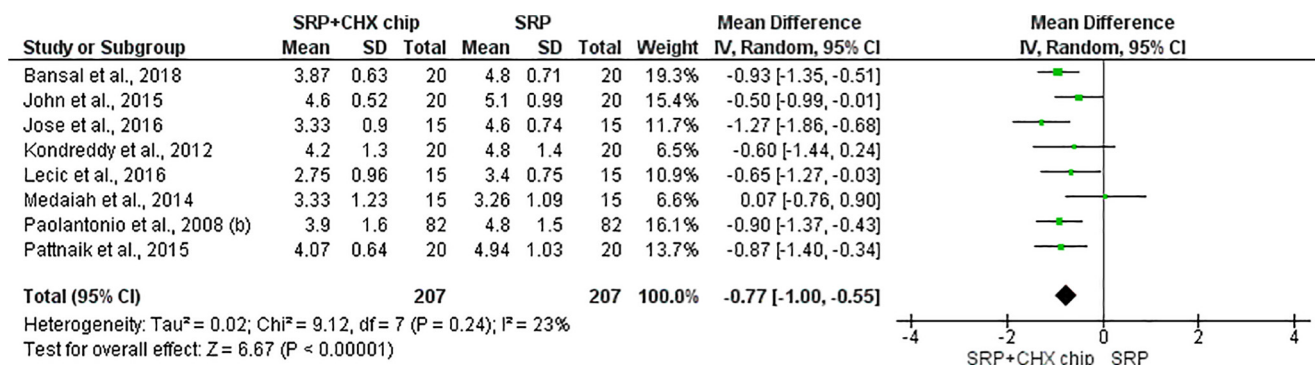 SRP+CHX chip SRP Mean Difference Mean Difference
Study or Subgroup Mean SD Total Mean SD Total Weight IV, Random, 95% CI IV, Random, 95% CI
Bansal et al., 2018 3.87 0.63 20 4.8 0.71 20 19.3% -0.93 [-1.35, -0.51]
John et al., 2015 4.6 0.52 20 5.1 0.99 20 15.4% -0.50 [-0.99, -0.01]
Jose et al., 2016 3.33 0.9 15 4.6 0.74 15 11.7% -1.27 [-1.86, -0.68]
Kondreddy et al., 2012 4.2 1.3 20 4.8 1.4 20 6.5% -0.60 [-1.44, 0.24]
Lecic et al., 2016 2.75 0.96 15 3.4 0.75 15 10.9% -0.65 [-1.27, -0.03]
Medaiah et al., 2014 3.33 1.23 15 3.26 1.09 15 6.6% 0.07 [-0.76, 0.90]
Paolantonio et al., 2008 (b) 3.9 1.6 82 4.8 1.5 82 16.1% -0.90 [-1.37, -0.43]
Pattnaik et al., 2015 4.07 0.64 20 4.94 1.03 20 13.7% -0.87 [-1.40, -0.34]
Total (95% CI) 207 207 100.0% -0.77 [-1.00, -0.55]
Heterogeneity: Tau² = 0.02; Chi² = 9.12, df = 7 (P = 0.24); I² = 23%
Test for overall effect: Z = 6.67 (P < 0.00001)
-4 -2 0 2 4
SRP+CHX chip SRP